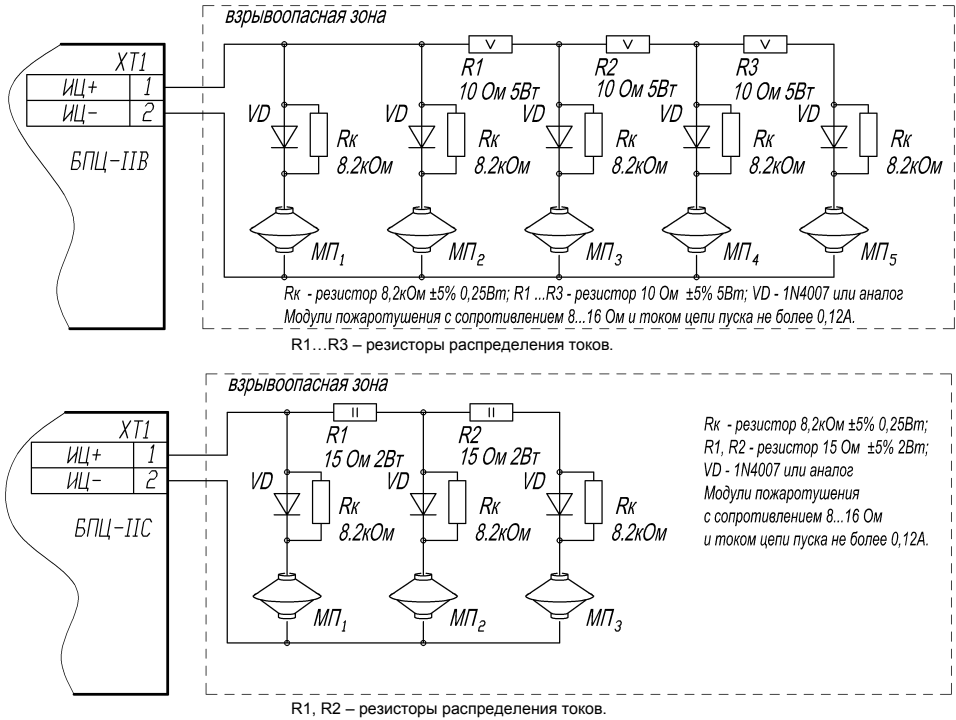 взрывоопасная зона
XT1
ИЦ+ 1
ИЦ- 2
БПЦ-IIВ
R1
10 Ом 5Вт
R2
10 Ом 5Вт
R3
10 Ом 5Вт
VD
Rк
8.2кОм
VD
Rк
8.2кОм
VD
Rк
8.2кОм
VD
Rк
8.2кОм
VD
Rк
8.2кОм
МП1
МП2
МП3
МП4
МП5
Rк - резистор 8,2кОм ±5% 0,25Вт; R1 ...R3 - резистор 10 Ом ±5% 5Вт; VD - 1N4007 или аналог
Модули пожаротушения с сопротивлением 8...16 Ом и током цепи пуска не более 0,12А.
R1…R3 – резисторы распределения токов.
взрывоопасная зона
XT1
ИЦ+ 1
ИЦ- 2
БПЦ-IIС
R1
15 Ом 2Вт
R2
15 Ом 2Вт
VD
Rк
8.2кОм
VD
Rк
8.2кОм
VD
Rк
8.2кОм
МП1
МП2
МП3
Rк - резистор 8,2кОм ±5% 0,25Вт;
R1, R2 - резистор 15 Ом ±5% 2Вт;
VD - 1N4007 или аналог
Модули пожаротушения
с сопротивлением 8...16 Ом
и током цепи пуска не более 0,12А.
R1, R2 – резисторы распределения токов.